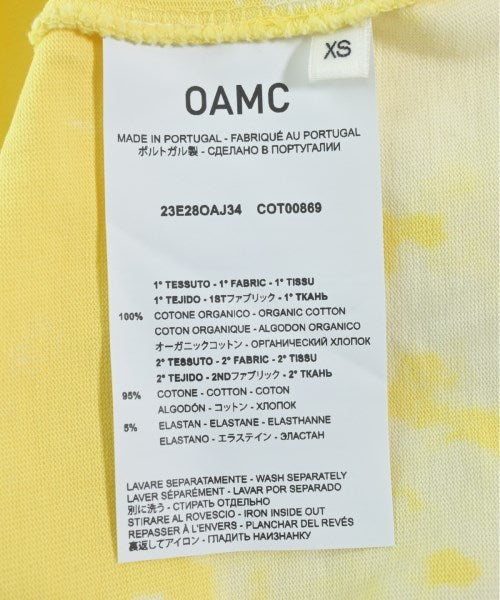 XS
OAMC
MADE IN PORTUGAL - FABRIQUÉ AU PORTUGAL
ポルトガル製 - СДЕЛАНО В ПОРТУГАЛИИ
23E28OAJ34 COT00869
1° TESSUTO - 1° FABRIC - 1° TISSU
1° TEJIDO - 1STファブリック - 1° ТКАНЬ
100% COTONE ORGANICO - ORGANIC COTTON
COTON ORGANIQUE - ALGODON ORGANICO
オーガニックコットン - ОРГАНИЧЕСКИЙ ХЛОПОК
2° TESSUTO - 2° FABRIC - 2° TISSU
2° TEJIDO - 2NDファブリック - 2° ТКАНЬ
95% COTONE - COTTON - COTON
ALGODÓN - コットン - ХЛОПОК
5% ELASTAN - ELASTANE - ELASTHANNE
ELASTANO - エラステイン - ЭЛАСТАН
LAVARE SEPARATAMENTE - WASH SEPARATELY
LAVER SÉPARÉMENT - LAVAR POR SEPARADO
別に洗う - СТИРАТЬ ОТДЕЛЬНО
STIRARE AL ROVESCIO - IRON INSIDE OUT
REPASSER À L'ENVERS - PLANCHAR DEL REVÉS
裏返してアイロン - ГЛАДИТЬ НАИЗНАНКУ